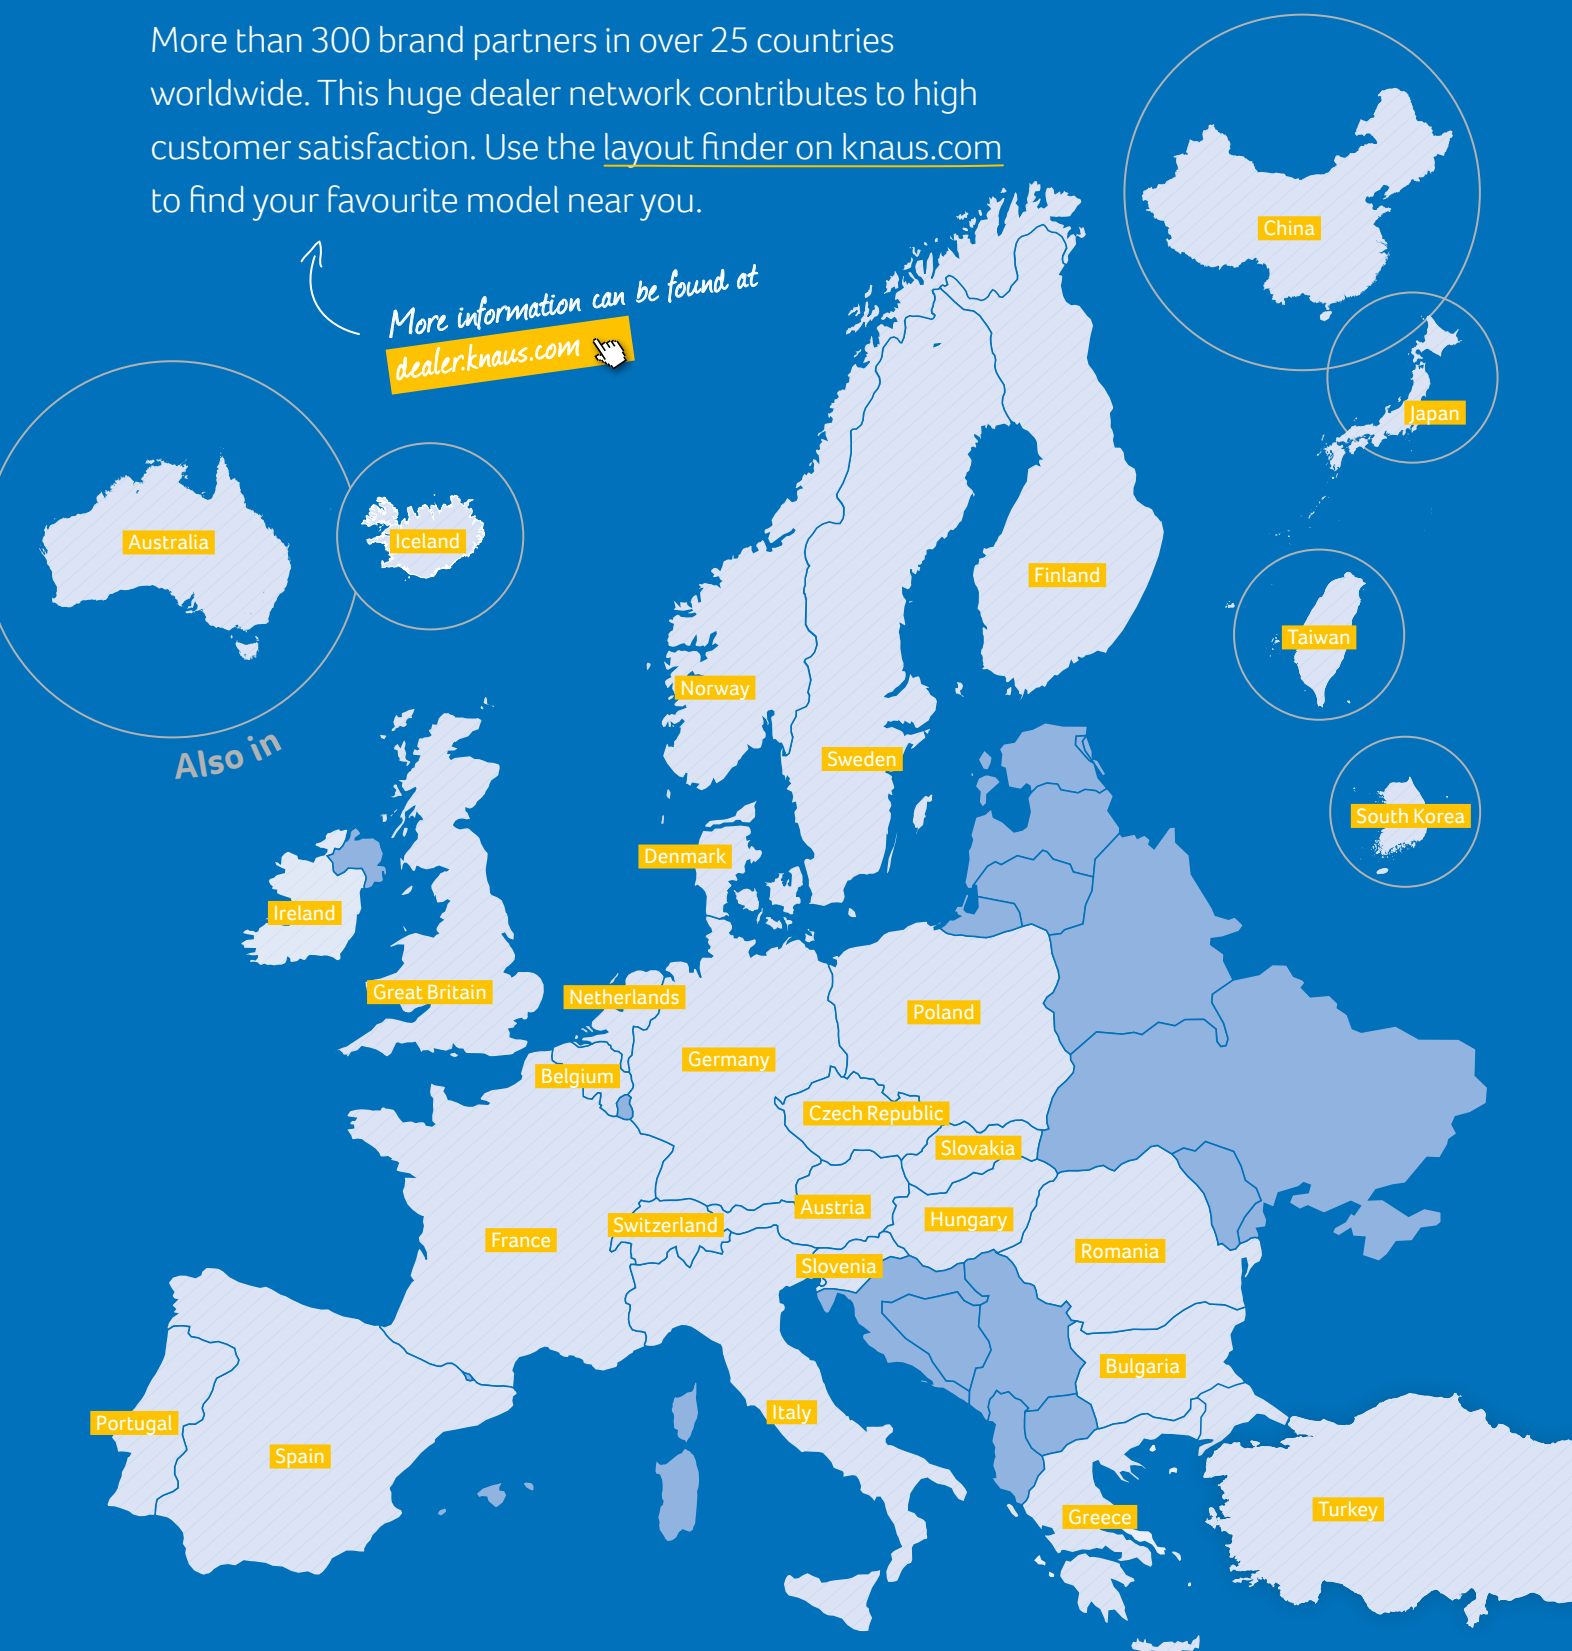 More than 300 brand partners in over 25 countries
worldwide. This huge dealer network contributes to high
customer satisfaction. Use the layout finder on knaus.com
to find your favourite model near you.
More information can be found at
dealer.knaus.com
China
Japan
Australia
Iceland
Finland
Taiwan
Norway
Also in
Sweden
South Korea
Denmark
Ireland
Great Britain
Netherlands
Poland
Germany
Belgium
Czech Republic
Slovakia
Austria
Hungary
Switzerland
France
Romania
Slovenia
Bulgaria
Italy
Portugal
Spain
Turkey
Greece